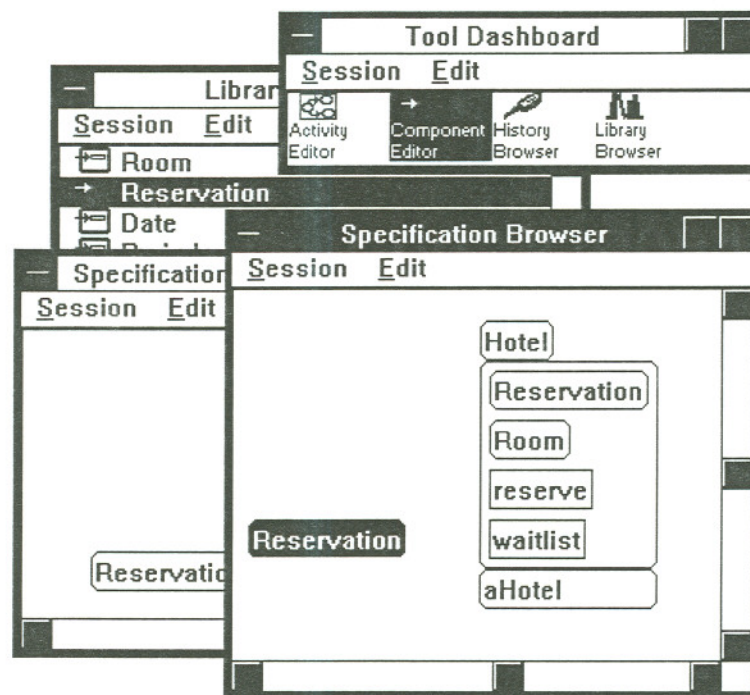 Tool Dashboard
Session Edit
Activity Editor
Component Editor
History Browser
Library Browser
Librar
Session Edit
Room
Reservation
Date
Specification
Session Edit
Reservatio
Specification Browser
Session Edit
Hotel
Reservation
Room
reserve
waitlist
aHotel
Reservation